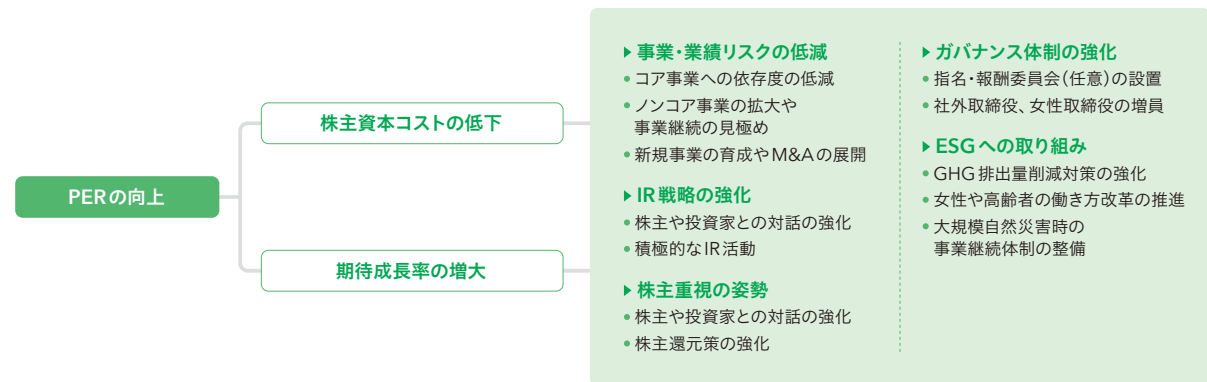 PERの向上
株主資本コストの低下
期待成長率の増大
事業・業績リスクの低減
コア事業への依存度の低減
ノンコア事業の拡大や
事業継続の見極め
新規事業の育成やM&Aの展開
IR戦略の強化
株主や投資家との対話の強化
積極的なIR活動
株主重視の姿勢
株主や投資家との対話の強化
株主還元策の強化
ガバナンス体制の強化
指名・報酬委員会(任意)の設置
社外取締役、女性取締役の増員
ESGへの取り組み
GHG排出量削減対策の強化
女性や高齢者の働き方改革の推進
大規模自然災害時の
事業継続体制の整備